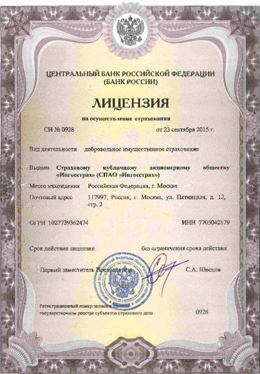 ЦЕНТРАЛЬНЫЙ БАНК РОССИЙСКОЙ ФЕДЕРАЦИИ
(БАНК РОССИИ)
ЛИЦЕНЗИЯ
на осуществление страхования
СИ № 0928 от 23 сентября 2015 г.
Вид деятельности добровольное имущественное страхование
Выдана Страховому публичному акционерному обществу
«Ингосстрах» (СПАО «Ингосстрах»)
Место нахождения Российская Федерация, г. Москва
Почтовый адрес 117997, Россия, г. Москва, ул. Пятницкая, д. 12,
стр. 2
ОГРН 1027739362474 ИНН 7705042179
Срок действия лицензии без ограничения срока действия
Первый заместитель Председателя С.А. Швецов
Регистрационный номер записи в едином
государственном реестре субъектов страхового дела 0928